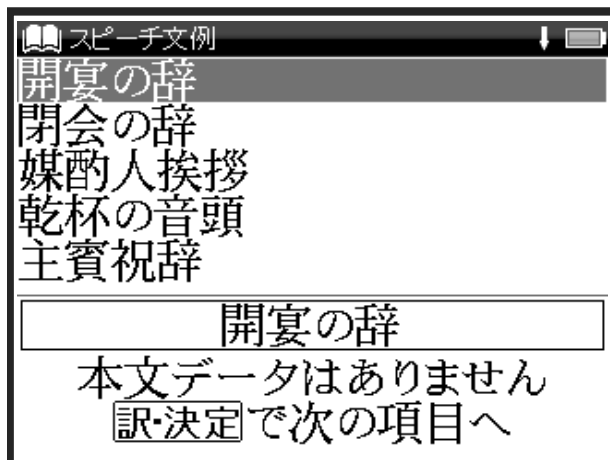 スピーチ文例
開宴の辞
閉会の辞
媒酌人挨拶
乾杯の音頭
主賓祝辞
開宴の辞
本文データはありません
訳・決定で次の項目へ